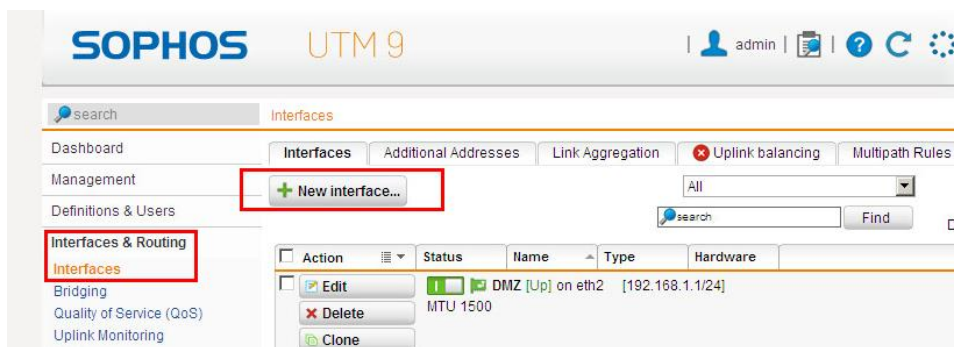 SOPHOS UTM 9
admin
search
Interfaces
Dashboard
Management
Definitions & Users
Interfaces & Routing
Interfaces
Bridging
Quality of Service (QoS)
Uplink Monitoring
Interfaces Additional Addresses Link Aggregation Uplink balancing Multipath Rules
New interface...
All
search Find
Action Status Name Type Hardware
Edit DMZ [Up] on eth2 [192.168.1.1/24]
Delete MTU 1500
Clone